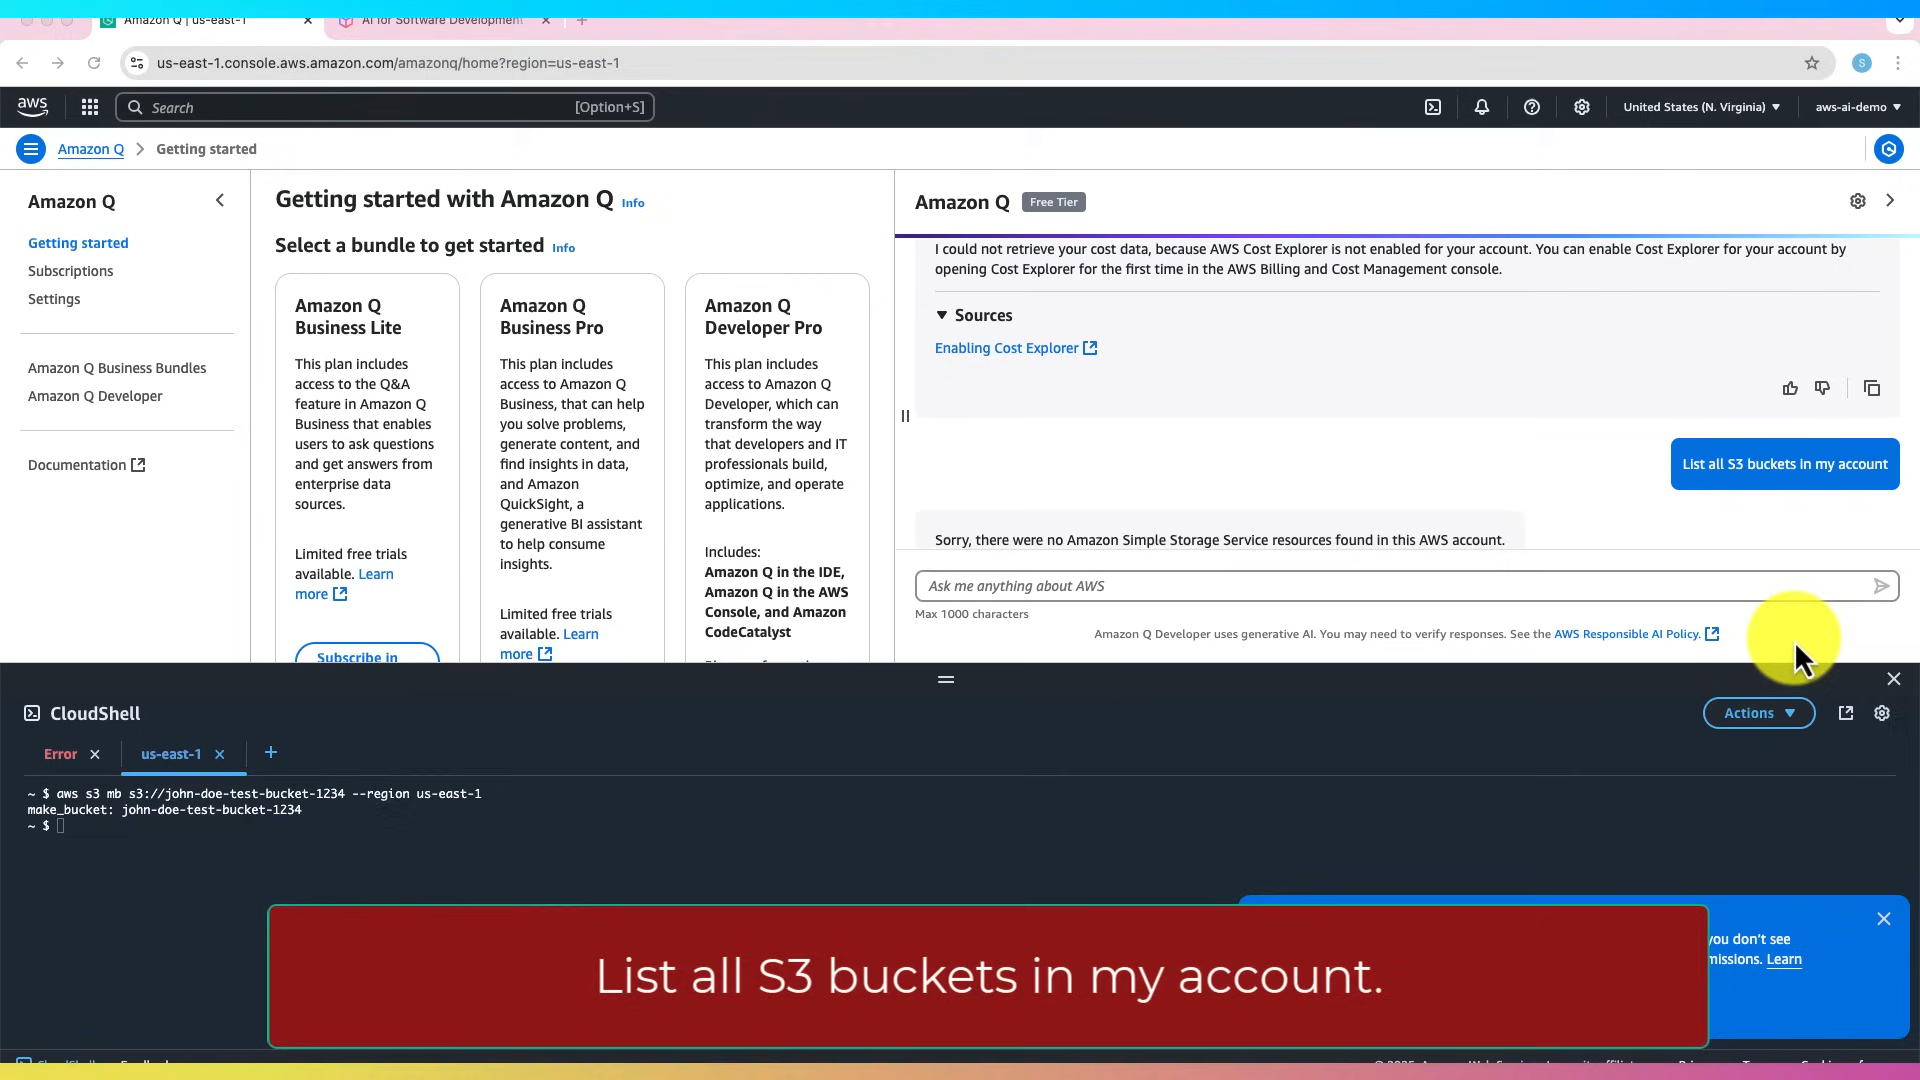 Amazon Q | us-east-1
AI for Software Development
us-east-1.console.aws.amazon.com/amazonq/home?region=us-east-1
S
aws
Search
[Option+S]
United States (N. Virginia)
aws-ai-demo
Amazon Q
Getting started
Amazon Q
Getting started
Subscriptions
Settings
Amazon Q Business Bundles
Amazon Q Developer
Documentation
Getting started with Amazon Q Info
Select a bundle to get started Info
Amazon Q
Business Lite
This plan includes
access to the Q&A
feature in Amazon Q
Business that enables
users to ask questions
and get answers from
enterprise data
sources.
Limited free trials
available. Learn
more
Subscribe in
Amazon Q
Business Pro
This plan includes
access to Amazon Q
Business, that can help
you solve problems,
generate content, and
find insights in data,
and Amazon
QuickSight, a
generative BI assistant
to help consume
insights.
Limited free trials
available. Learn
more
Amazon Q
Developer Pro
This plan includes
access to Amazon Q
Developer, which can
transform the way
that developers and IT
professionals build,
optimize, and operate
applications.
Includes:
Amazon Q in the IDE,
Amazon Q in the AWS
Console, and Amazon
CodeCatalyst
Amazon Q Free Tier
I could not retrieve your cost data, because AWS Cost Explorer is not enabled for your account. You can enable Cost Explorer for your account by
opening Cost Explorer for the first time in the AWS Billing and Cost Management console.
Sources
Enabling Cost Explorer
List all S3 buckets in my account
Sorry, there were no Amazon Simple Storage Service resources found in this AWS account.
Ask me anything about AWS
Max 1000 characters
Amazon Q Developer uses generative AI. You may need to verify responses. See the AWS Responsible AI Policy.
CloudShell
Actions
Error
us-east-1
~ $ aws s3 mb s3://john-doe-test-bucket-1234 --region us-east-1
make_bucket: john-doe-test-bucket-1234
~ $
you don't see
missions. Learn
List all S3 buckets in my account.